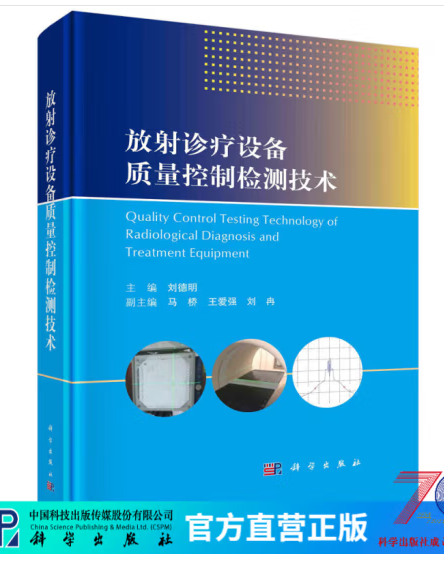 放射诊疗设备质量控制检测技术
放射诊疗设备
质量控制检测技术
Quality Control Testing Technology of
Radiological Diagnosis and
Treatment Equipment
主 编 刘德明
副主编 马 桥 王爱强 刘 冉
科学出版社
科学出版社
中国科技出版传媒股份有限公司
China Science Publishing & Media Ltd. (CSPM)
科学出版社
官方直营正版
70
科学出版社成